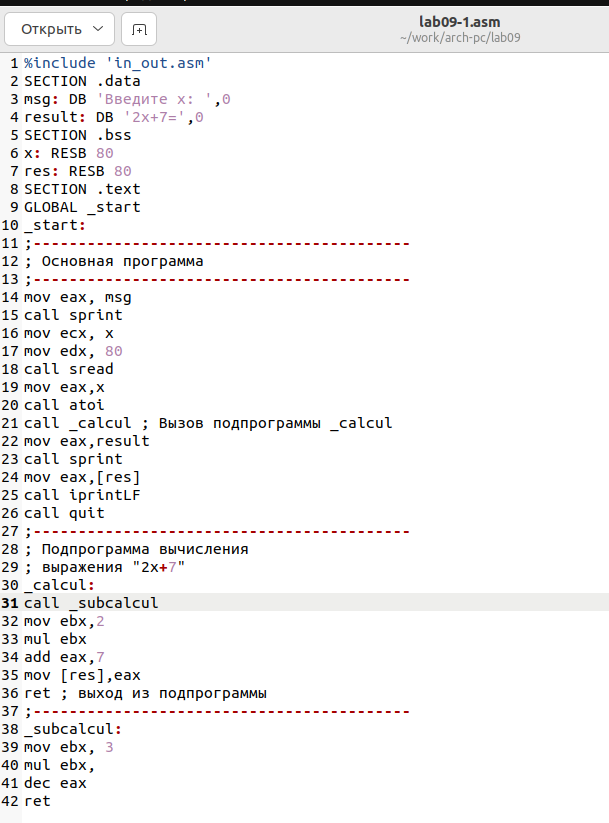 Открыть
lab09-1.asm
~/work/arch-pc/lab09
1 %include 'in_out.asm'
2 SECTION .data
3 msg: DB 'Введите x: ',0
4 result: DB '2x+7=',0
5 SECTION .bss
6 x: RESB 80
7 res: RESB 80
8 SECTION .text
9 GLOBAL _start
10 _start:
11 ;------------------------------------------
12 ; Основная программа
13 ;------------------------------------------
14 mov eax, msg
15 call sprint
16 mov ecx, x
17 mov edx, 80
18 call sread
19 mov eax,x
20 call atoi
21 call _calcul ; Вызов подпрограммы _calcul
22 mov eax,result
23 call sprint
24 mov eax,[res]
25 call iprintLF
26 call quit
27 ;------------------------------------------
28 ; Подпрограмма вычисления
29 ; выражения "2x+7"
30 _calcul:
31 call _subcalcul
32 mov ebx,2
33 mul ebx
34 add eax,7
35 mov [res],eax
36 ret ; выход из подпрограммы
37 ;------------------------------------------
38 _subcalcul:
39 mov ebx, 3
40 mul ebx,
41 dec eax
42 ret